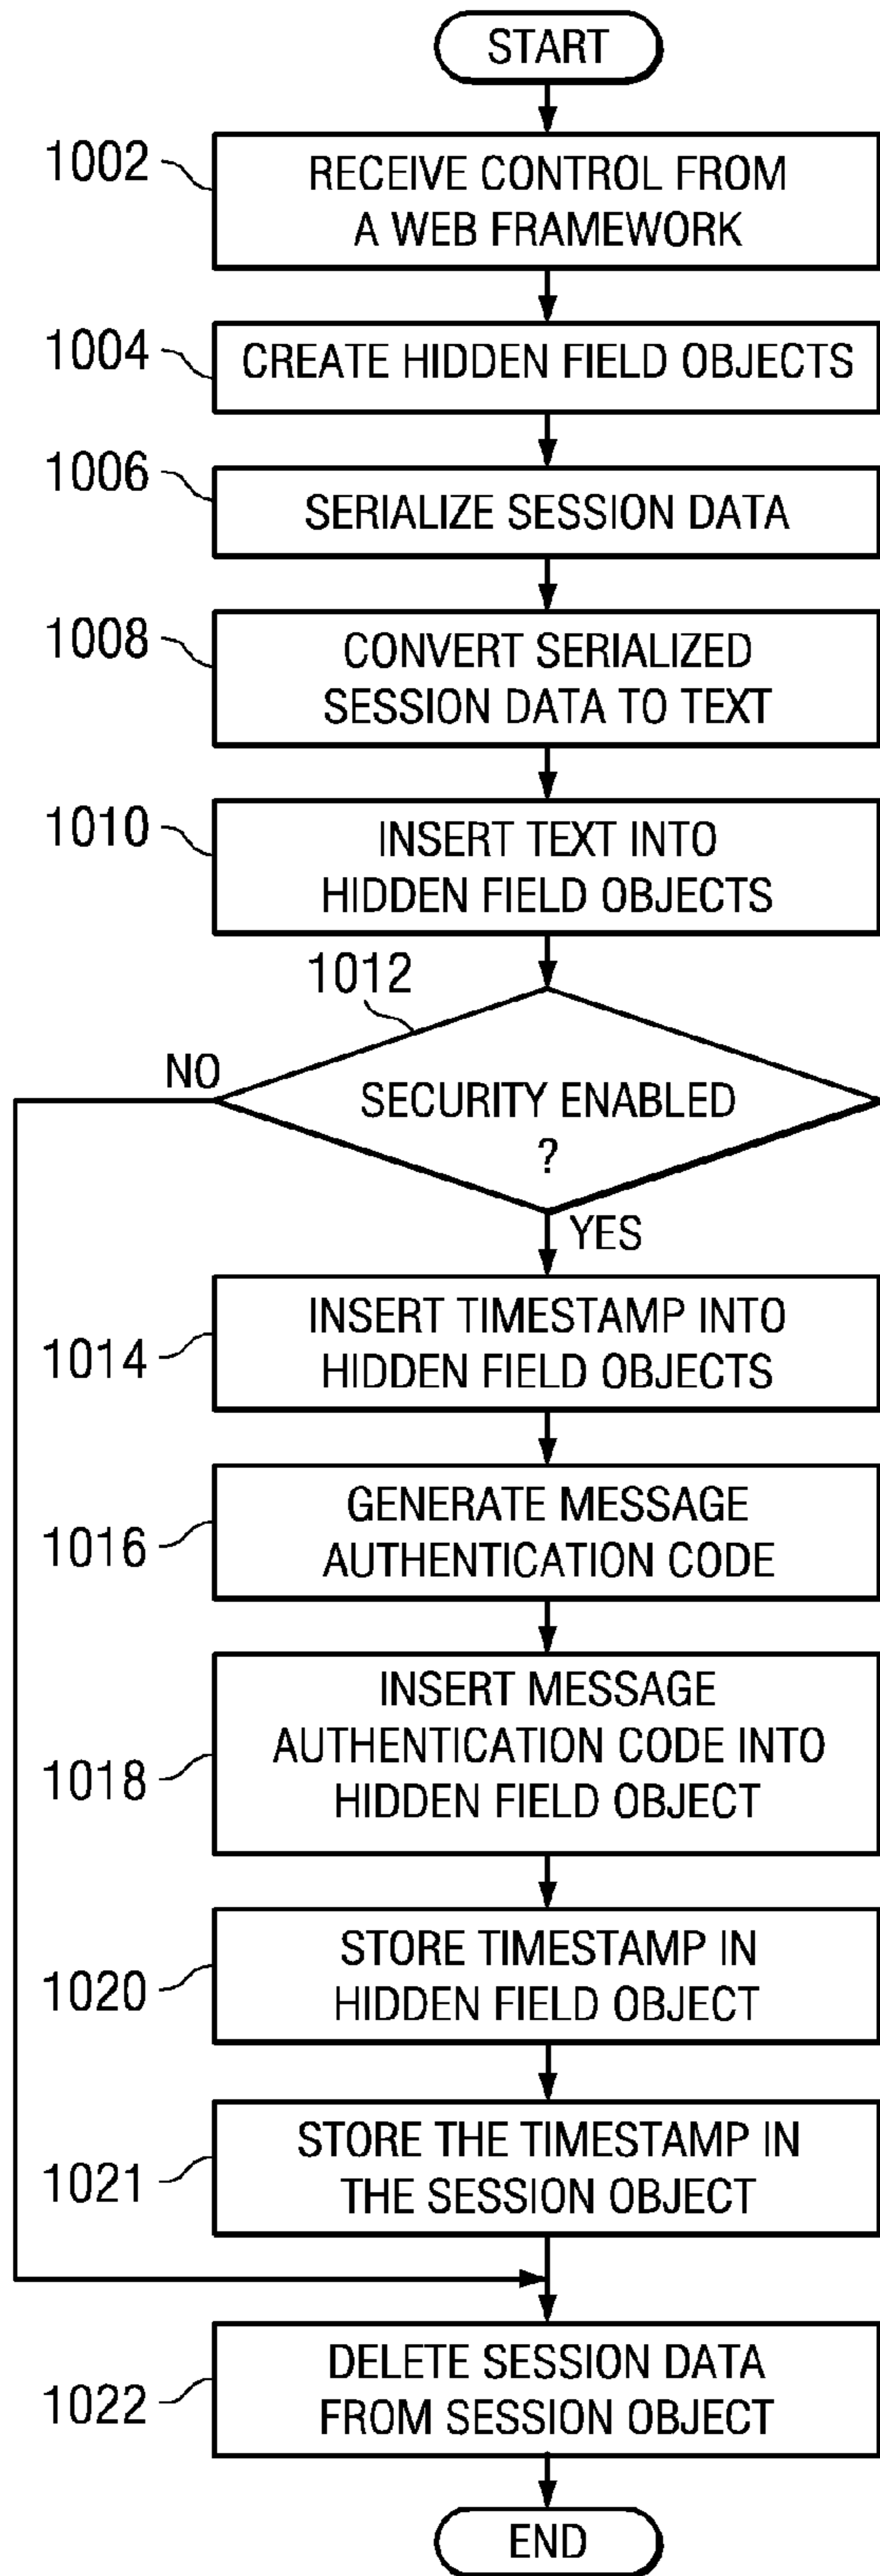 START
1002
RECEIVE CONTROL FROM
A WEB FRAMEWORK
1004
CREATE HIDDEN FIELD OBJECTS
1006
SERIALIZE SESSION DATA
1008
CONVERT SERIALIZED
SESSION DATA TO TEXT
1010
INSERT TEXT INTO
HIDDEN FIELD OBJECTS
1012
NO
SECURITY ENABLED
?
YES
1014
INSERT TIMESTAMP INTO
HIDDEN FIELD OBJECTS
1016
GENERATE MESSAGE
AUTHENTICATION CODE
1018
INSERT MESSAGE
AUTHENTICATION CODE INTO
HIDDEN FIELD OBJECT
1020
STORE TIMESTAMP IN
HIDDEN FIELD OBJECT
1021
STORE THE TIMESTAMP IN
THE SESSION OBJECT
1022
DELETE SESSION DATA
FROM SESSION OBJECT
END